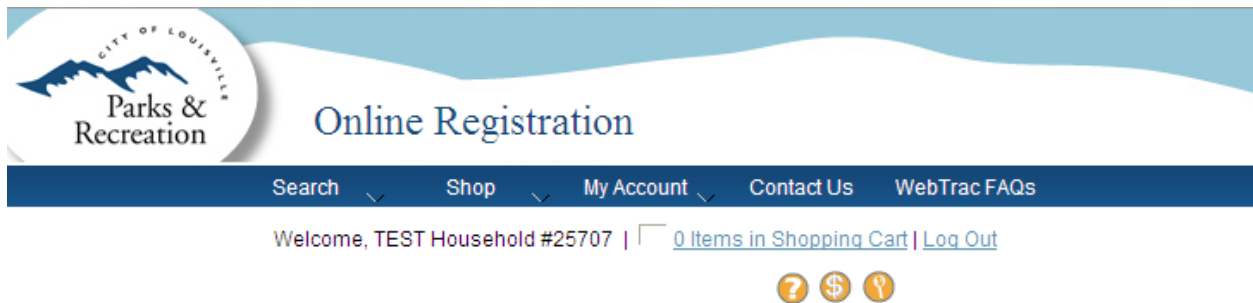 CITY OF LOUISVILLE
Parks &
Recreation
Online Registration
Search Shop My Account Contact Us WebTrac FAQs
Welcome, TEST Household #25707 | 0 Items in Shopping Cart | Log Out
? $